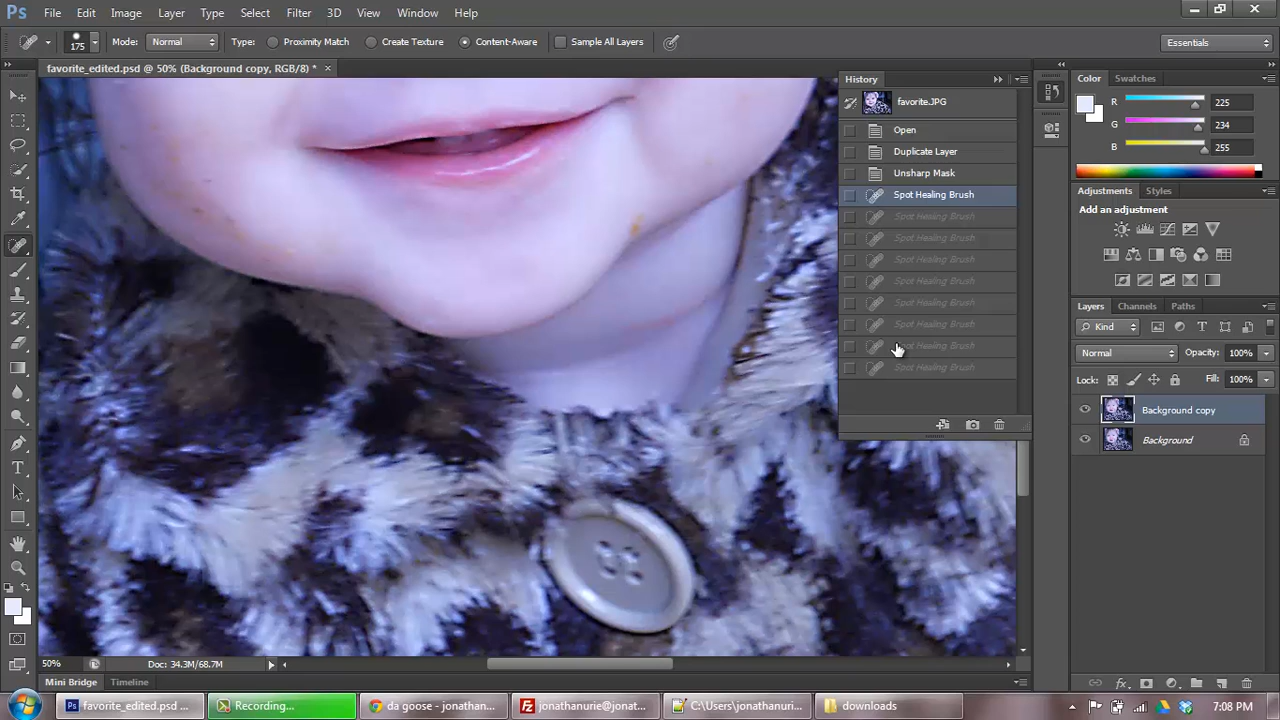 Ps File Edit Image Layer Type Select Filter 3D View Window Help
175 Mode: Normal Type: Proximity Match Create Texture Content-Aware Sample All Layers Essentials
favorite_edited.psd @ 50% (Background copy, RGB/8) * ×
History
favorite.JPG
Open
Duplicate Layer
Unsharp Mask
Spot Healing Brush
Spot Healing Brush
Spot Healing Brush
Spot Healing Brush
Spot Healing Brush
Spot Healing Brush
Spot Healing Brush
Spot Healing Brush
Spot Healing Brush
Color Swatches
R 225
G 234
B 255
Adjustments Styles
Add an adjustment
Layers Channels Paths
Kind
Normal Opacity: 100%
Lock: Fill: 100%
Background copy
Background
fx
50% Doc: 34.3M/68.7M
Mini Bridge Timeline
favorite_edited.psd ... Recording... da goose - jonathan... jonathanurie@jonat... C:\Users\jonathanuri... downloads 7:08 PM